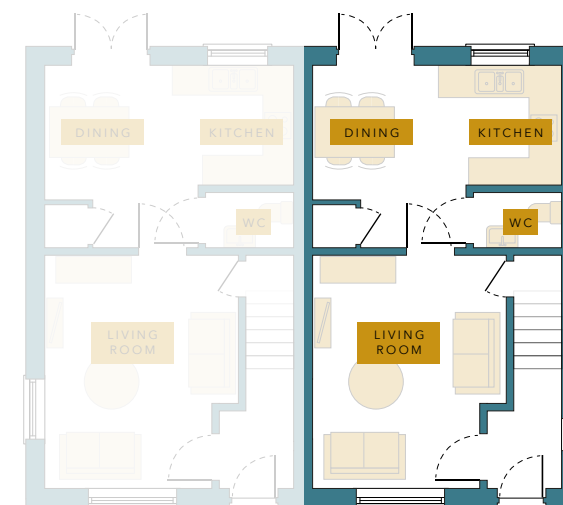 DINING
KITCHEN
WC
LIVING
ROOM
DINING
KITCHEN
WC
LIVING
ROOM